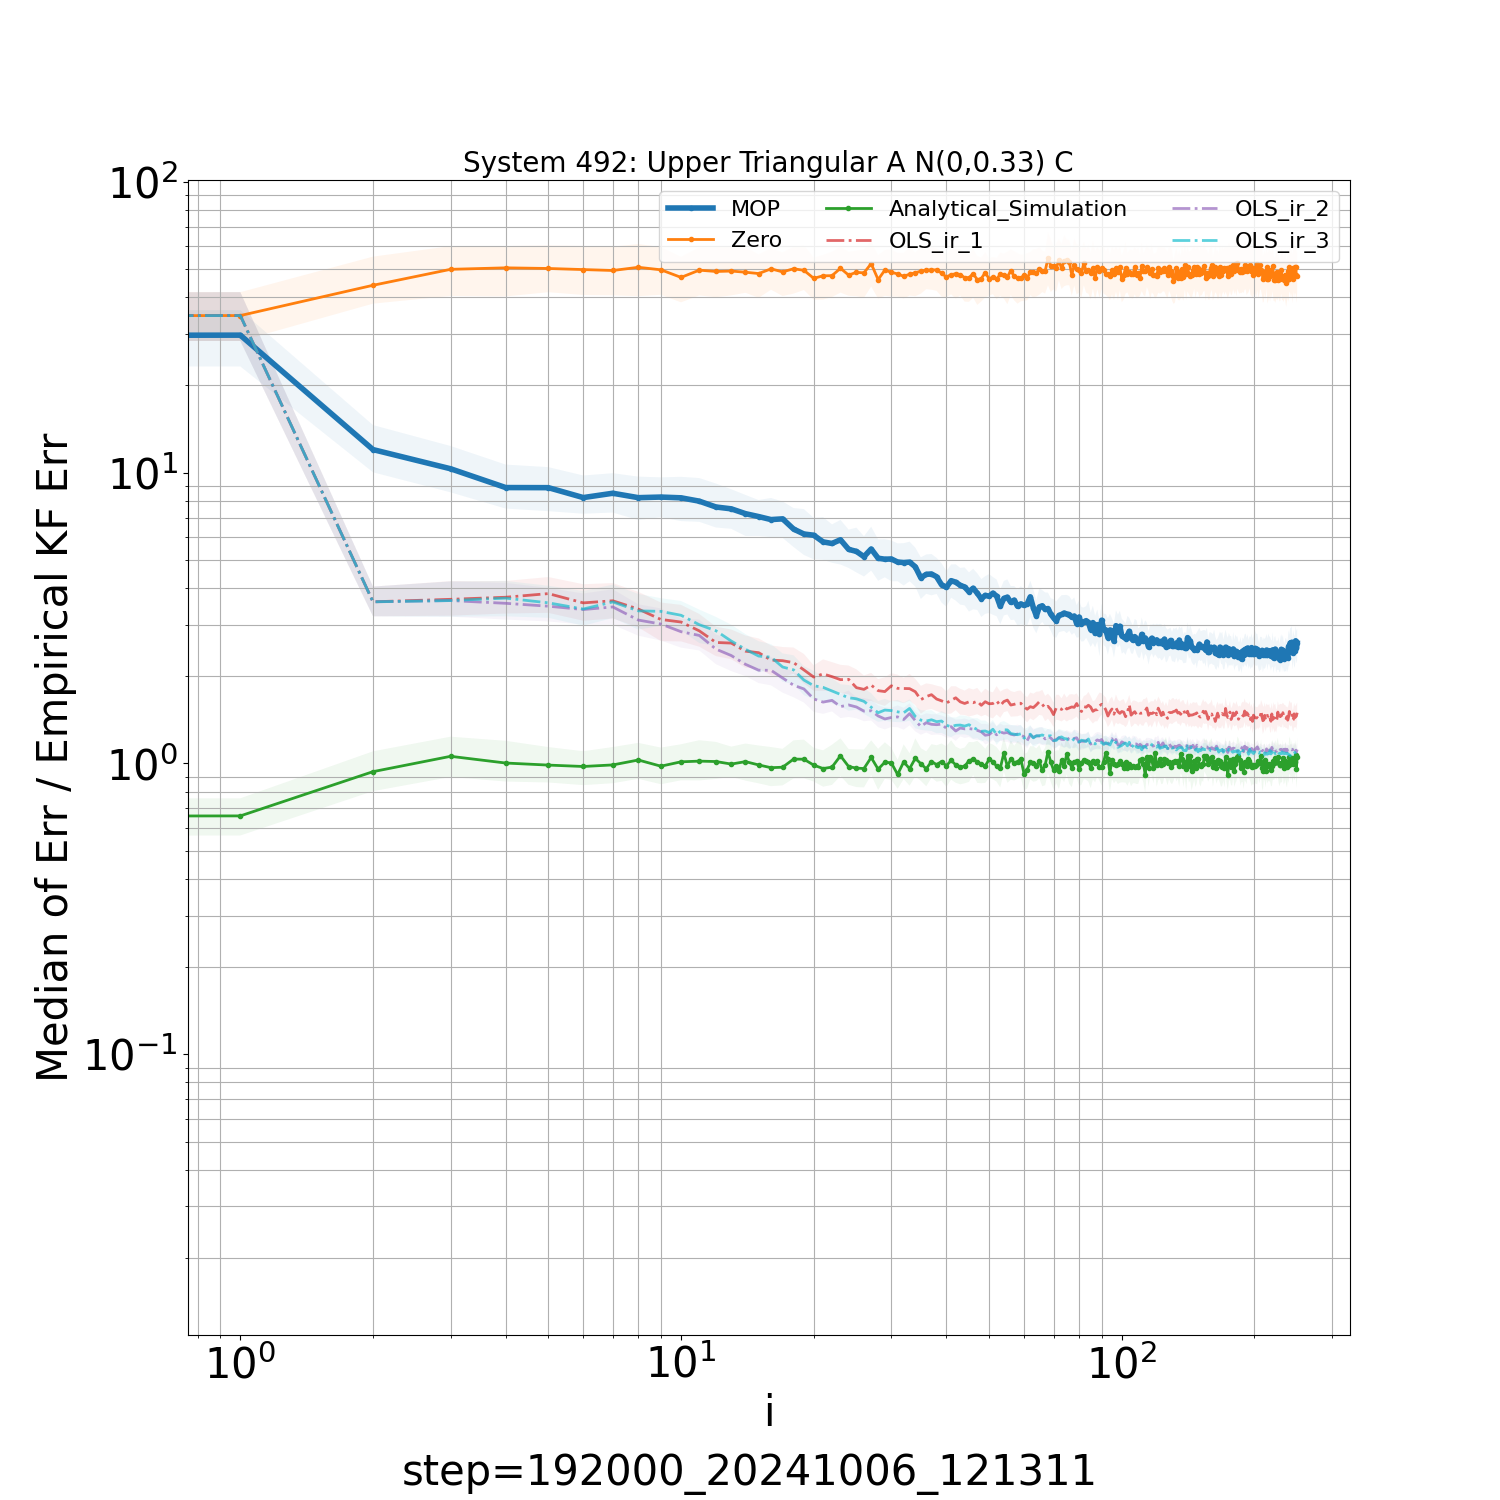 System 492: Upper Triangular A N(0,0.33) C
MOP
Zero
Analytical_Simulation
OLS_ir_1
OLS_ir_2
OLS_ir_3
Median of Err / Empirical KF Err
10²
10¹
10⁰
10⁻¹
10⁰
10¹
10²
i
step=192000_20241006_121311